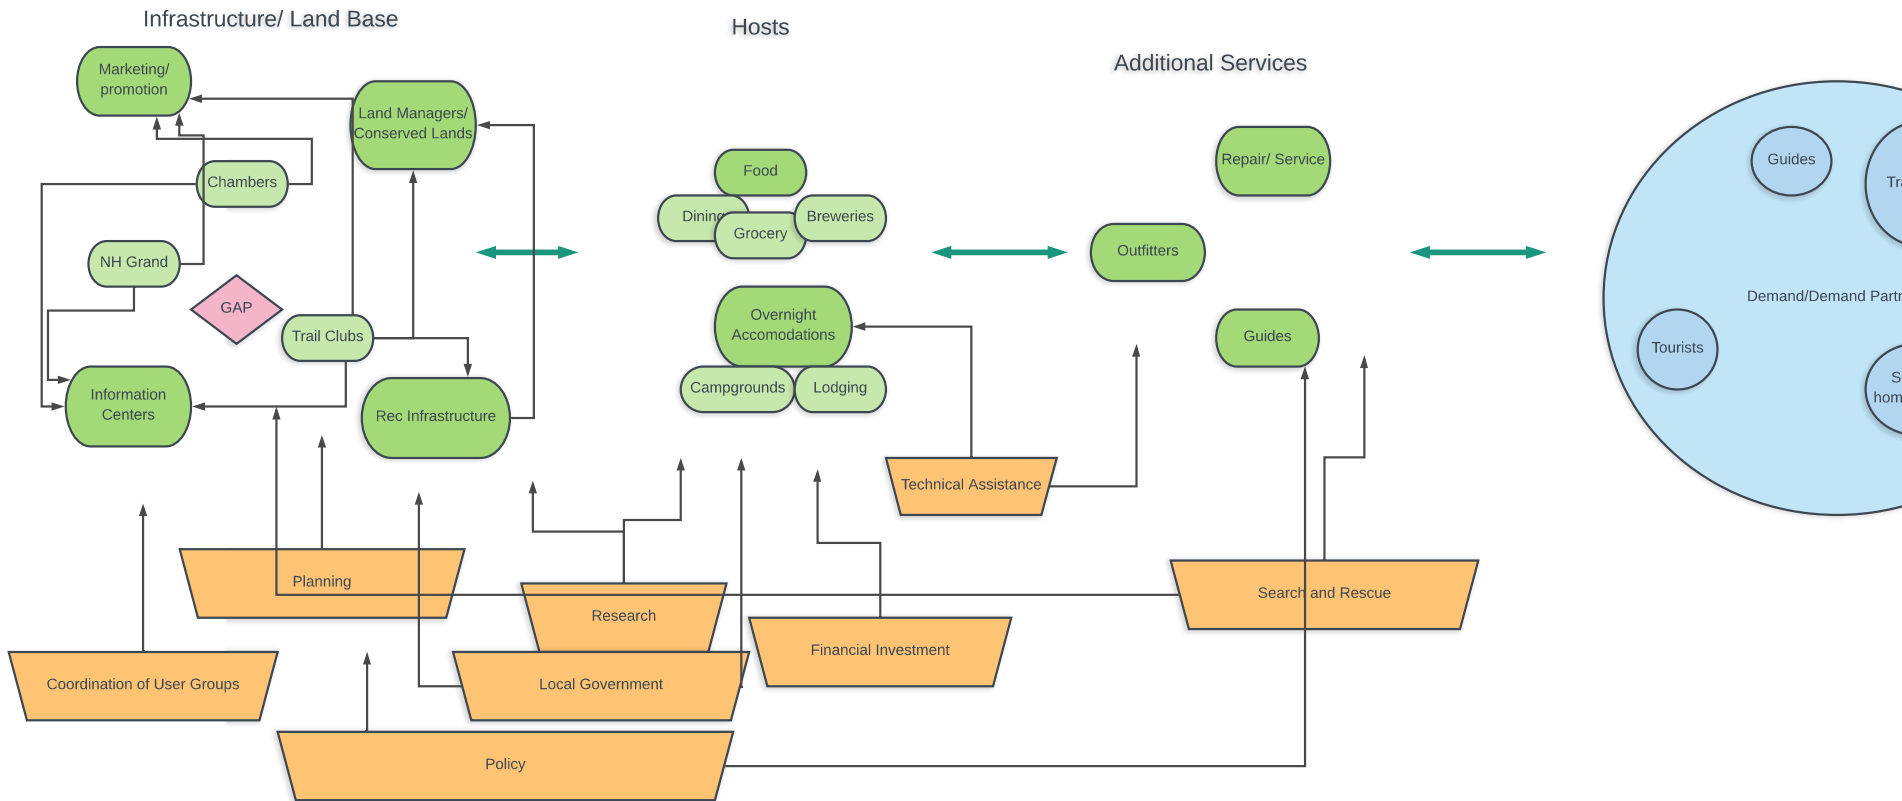 Infrastructure/ Land Base
Hosts
Additional Services
Marketing/
promotion
Land Managers/
Conserved Lands
Chambers
NH Grand
GAP
Trail Clubs
Information
Centers
Rec Infrastructure
Food
Dining
Grocery
Breweries
Overnight
Accomodations
Campgrounds
Lodging
Repair/ Service
Outfitters
Guides
Guides
Demand/Demand
Tourists
Technical Assistance
Planning
Research
Search and Rescue
Financial Investment
Coordination of User Groups
Local Government
Policy